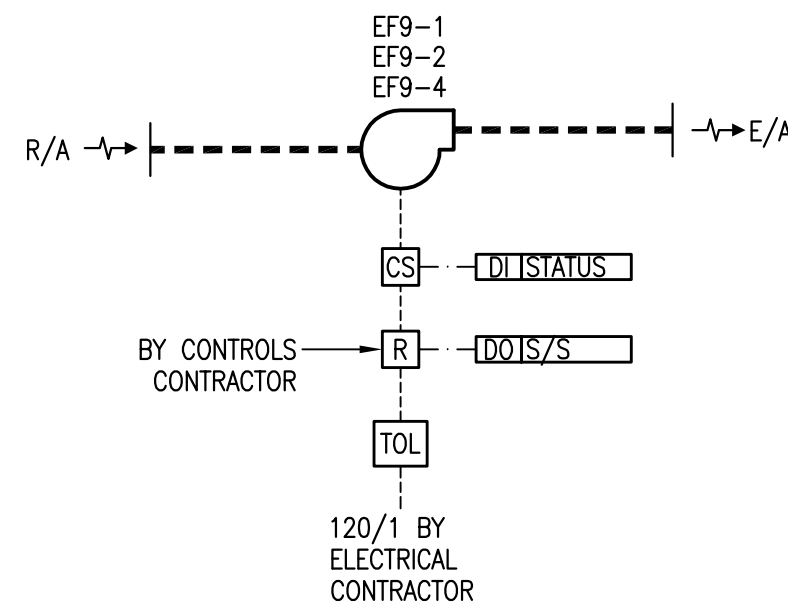 EF9-1
EF9-2
EF9-4
R/A
E/A
CS
DI STATUS
BY CONTROLS
CONTRACTOR
R
DO S/S
TOL
120/1 BY
ELECTRICAL
CONTRACTOR